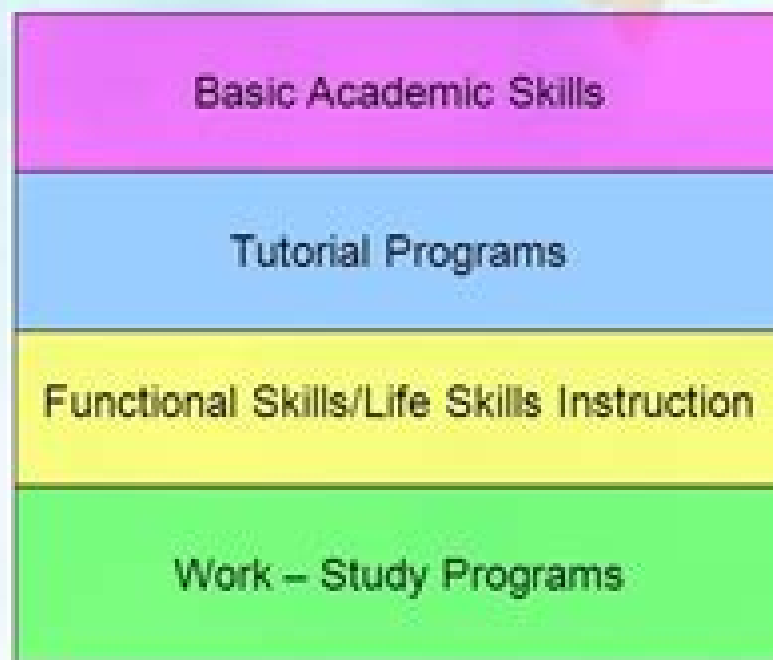 Basic Academic Skills
Tutorial Programs
Functional Skills/Life Skills Instruction
Work – Study Programs